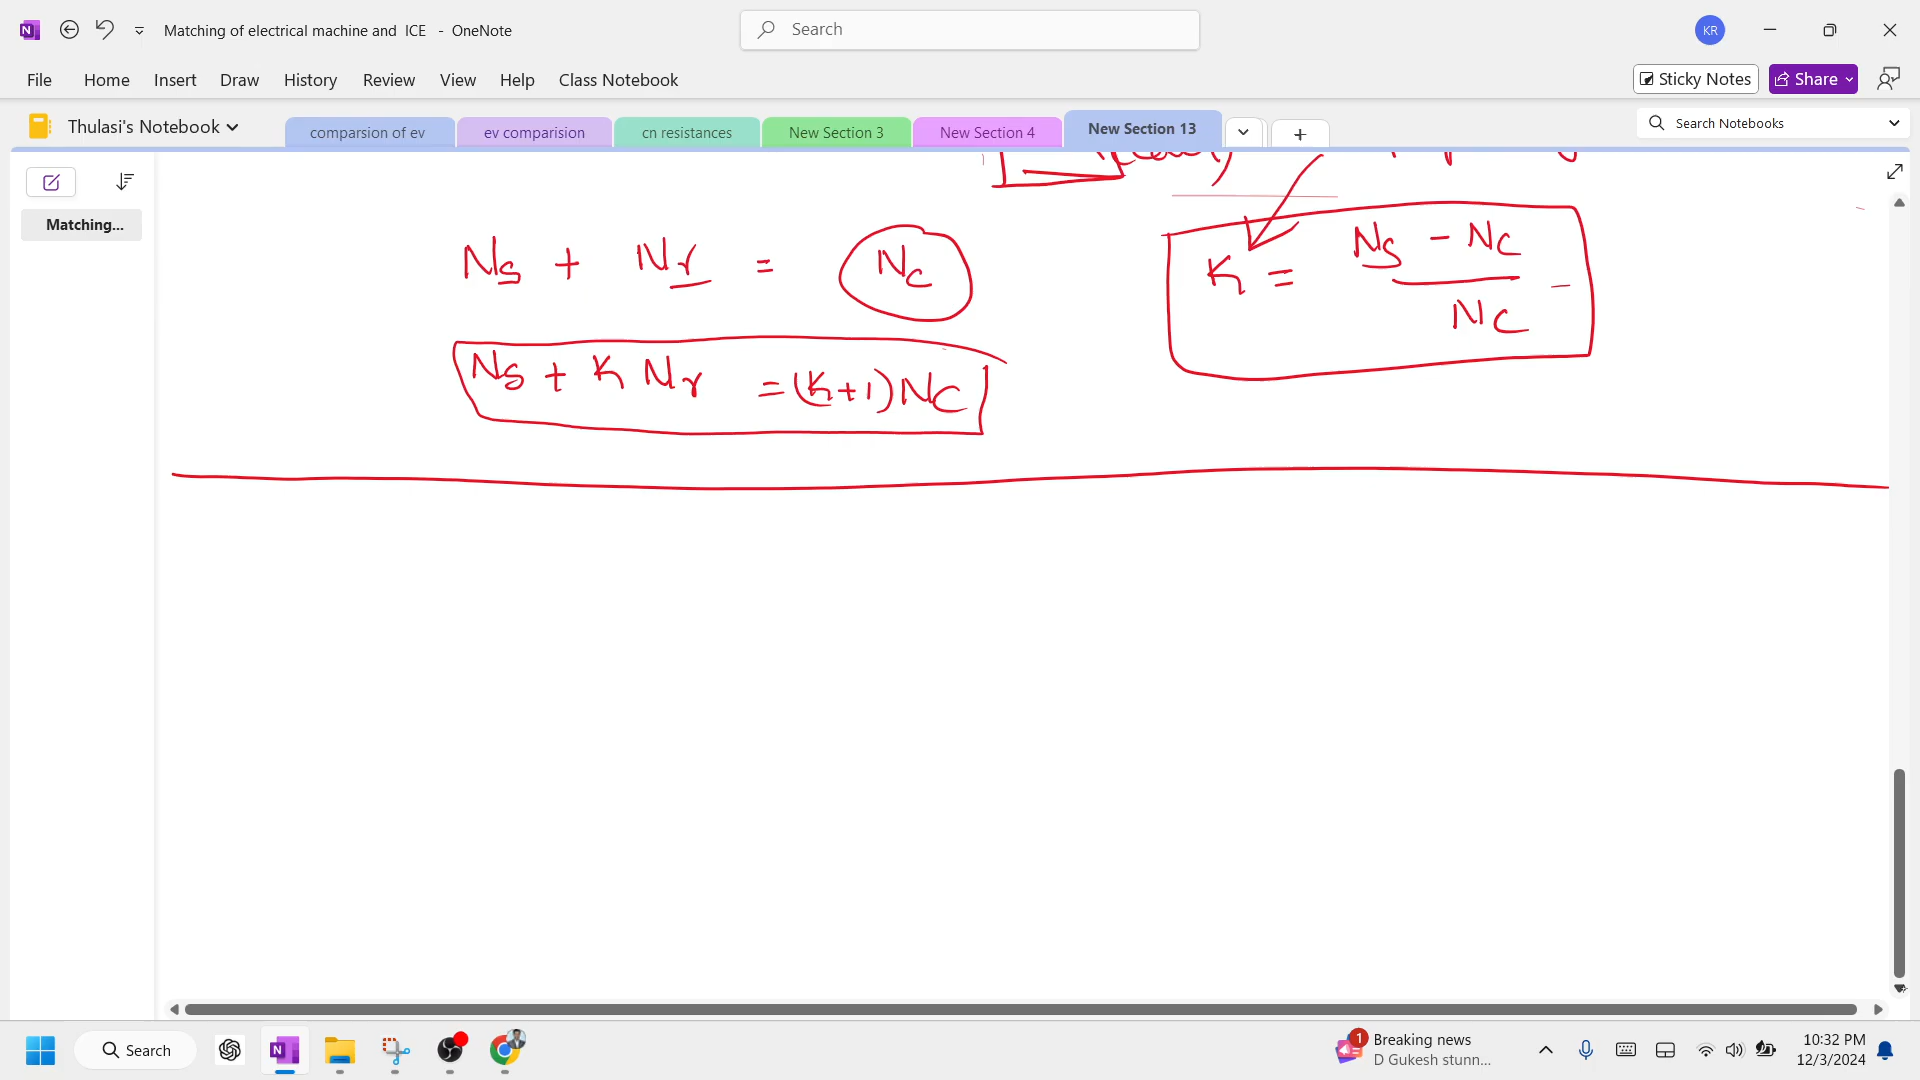 Matching of electrical machine and ICE - OneNote
Search
KR
File Home Insert Draw History Review View Help Class Notebook
Sticky Notes Share
Thulasi's Notebook
comparsion of ev ev comparision cn resistances New Section 3 New Section 4 New Section 13 +
Search Notebooks
Matching...
Ns + Nr = Nc
K = Ns - Nc / Nc
Ns + K Nr = (K+1) Nc
Search
1
Breaking news
D Gukesh stunn...
10:32 PM
12/3/2024